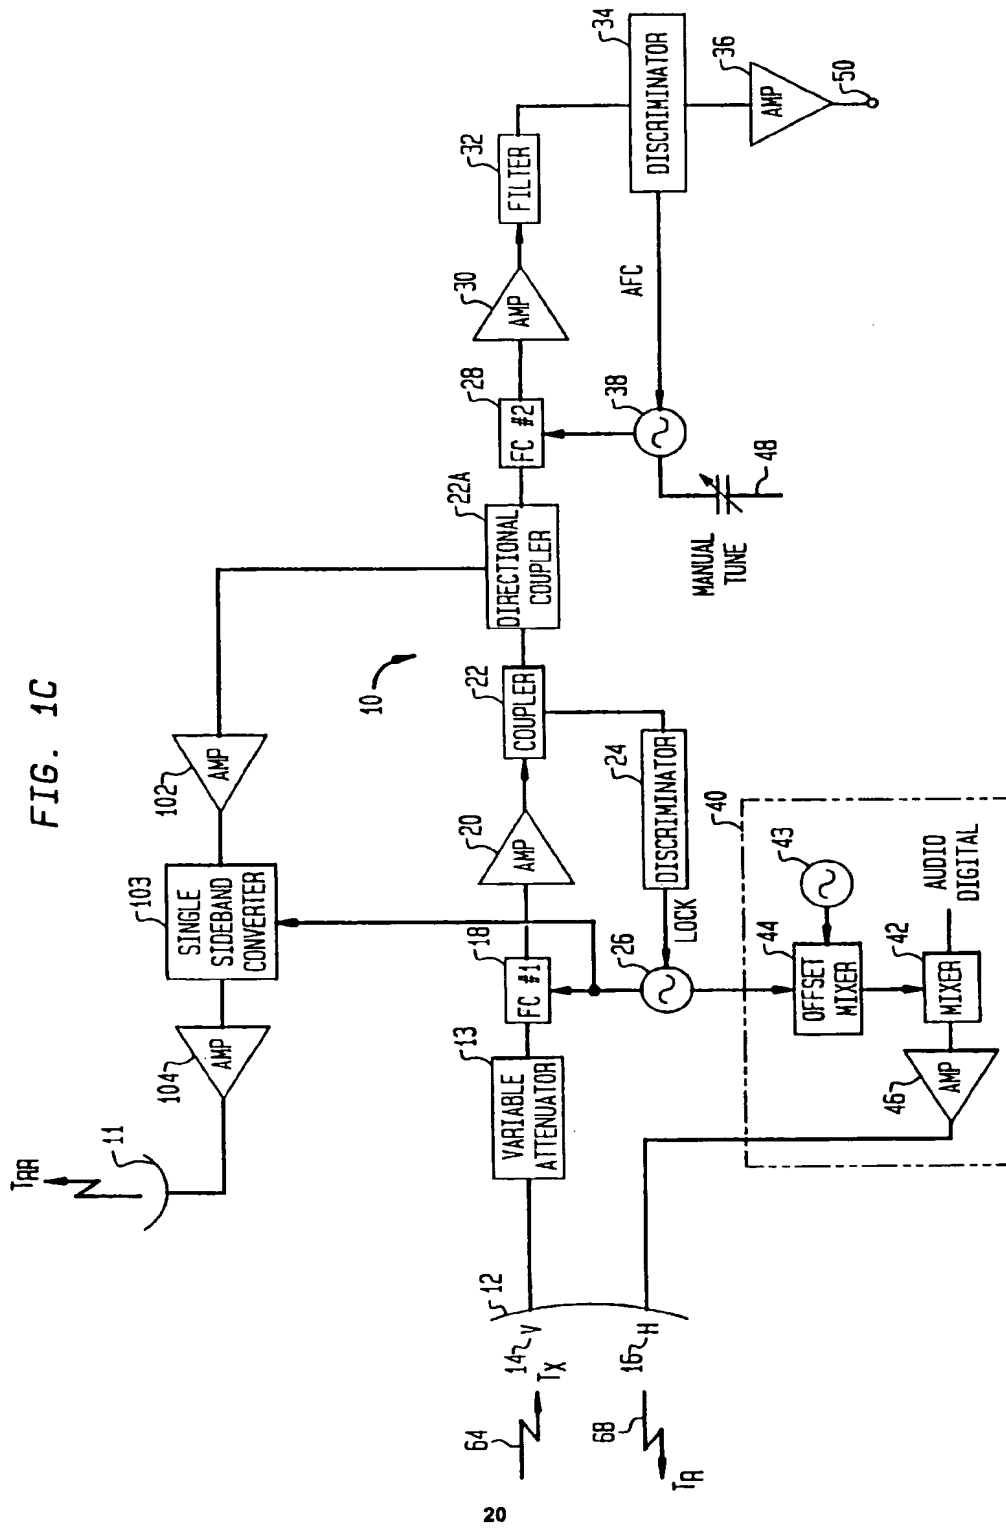 FIG. 1C
10
TRA
11
104
AMP
103
SINGLE
SIDEBAND
CONVERTER
102
AMP
64
TX
14
V
12
13
VARIABLE
ATTENUATOR
18
FC #1
20
AMP
22
COUPLER
22A
DIRECTIONAL
COUPLER
28
FC #2
30
AMP
32
FILTER
34
DISCRIMINATOR
36
AMP
50
AFC
38
MANUAL
TUNE
48
24
DISCRIMINATOR
LOCK
26
68
TR
16
H
40
43
44
OFFSET
MIXER
42
MIXER
AUDIO
DIGITAL
46
AMP
20